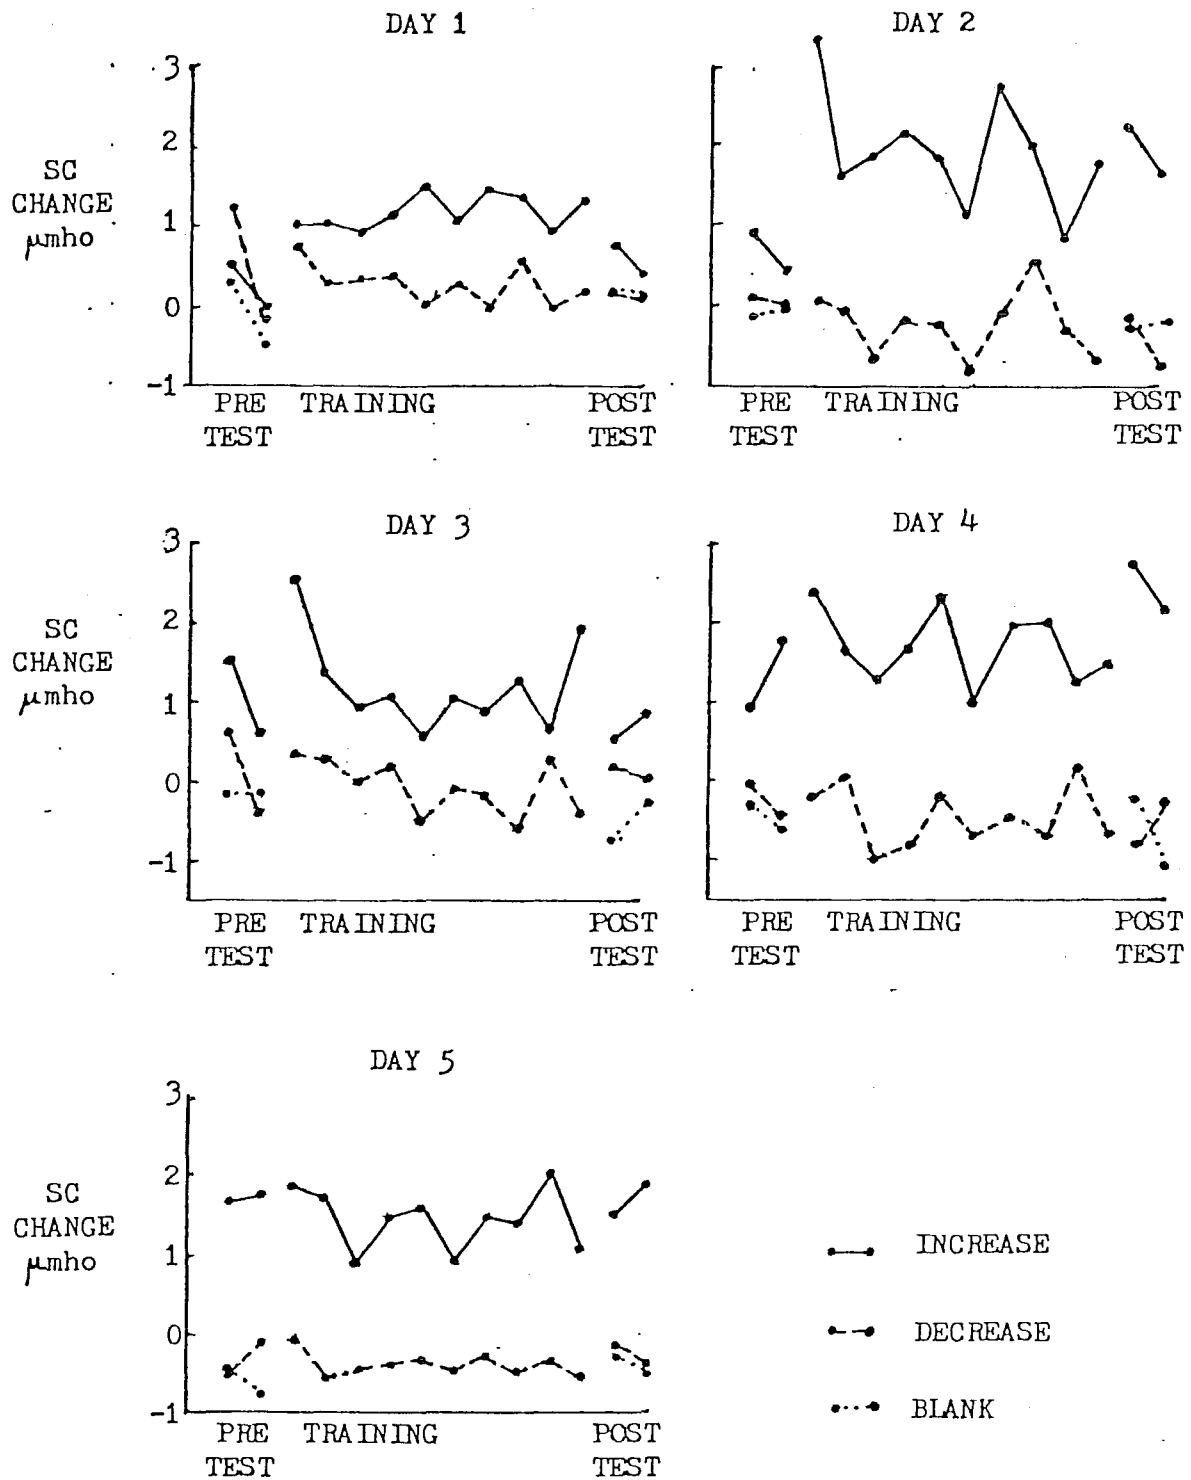 DAY 1
3
2
1
0
-1
SC
CHANGE
µmho
PRE
TEST
TRAINING
POST
TEST
DAY 2
PRE
TEST
TRAINING
POST
TEST
DAY 3
3
2
1
0
-1
SC
CHANGE
µmho
PRE
TEST
TRAINING
POST
TEST
DAY 4
PRE
TEST
TRAINING
POST
TEST
DAY 5
3
2
1
0
-1
SC
CHANGE
µmho
PRE
TEST
TRAINING
POST
TEST
INCREASE
DECREASE
BLANK